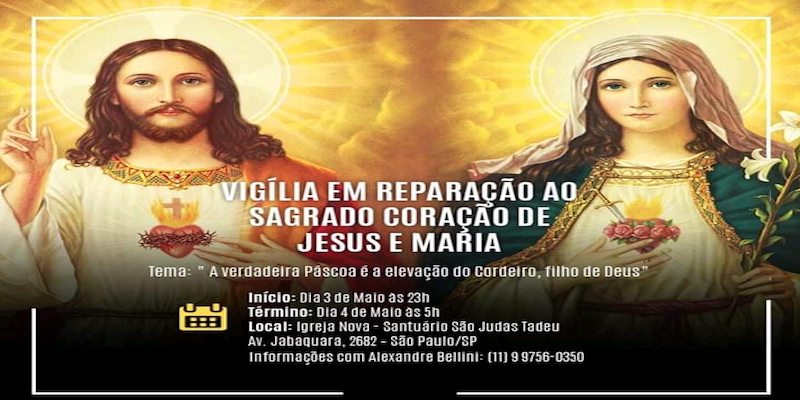 VIGÍLIA EM REPARAÇÃO AO
SAGRADO CORAÇÃO DE
JESUS E MARIA
Tema: " A verdadeira Páscoa é a elevação do Cordeiro, filho de Deus"
Início: Dia 3 de Maio às 23h
Término: Dia 4 de Maio às 5h
Local: Igreja Nova - Santuário São Judas Tadeu
Av. Jabaquara, 2682 - São Paulo/SP
Informações com Alexandre Bellini: (11) 9 9756-0350